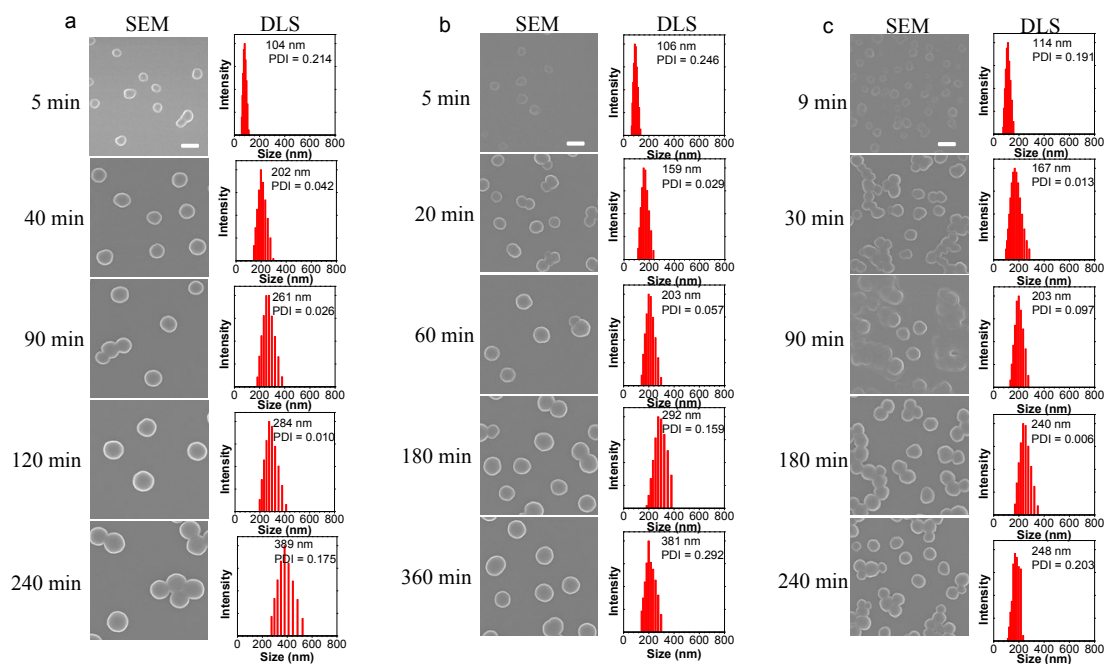 a
SEM
DLS
5 min
104 nm
PDI = 0.214
Intensity
0 200 400 600 800
Size (nm)
40 min
202 nm
PDI = 0.042
Intensity
0 200 400 600 800
Size (nm)
90 min
261 nm
PDI = 0.026
Intensity
0 200 400 600 800
Size (nm)
120 min
284 nm
PDI = 0.010
Intensity
0 200 400 600 800
Size (nm)
240 min
389 nm
PDI = 0.175
Intensity
0 200 400 600 800
Size (nm)
b
SEM
DLS
5 min
106 nm
PDI = 0.246
Intensity
0 200 400 600 800
Size (nm)
20 min
159 nm
PDI = 0.029
Intensity
0 200 400 600 800
Size (nm)
60 min
203 nm
PDI = 0.057
Intensity
0 200 400 600 800
Size (nm)
180 min
292 nm
PDI = 0.159
Intensity
0 200 400 600 800
Size (nm)
360 min
381 nm
PDI = 0.292
Intensity
0 200 400 600 800
Size (nm)
c
SEM
DLS
9 min
114 nm
PDI = 0.191
Intensity
0 200 400 600 800
Size (nm)
30 min
167 nm
PDI = 0.013
Intensity
0 200 400 600 800
Size (nm)
90 min
203 nm
PDI = 0.097
Intensity
0 200 400 600 800
Size (nm)
180 min
240 nm
PDI = 0.006
Intensity
0 200 400 600 800
Size (nm)
240 min
248 nm
PDI = 0.203
Intensity
0 200 400 600 800
Size (nm)